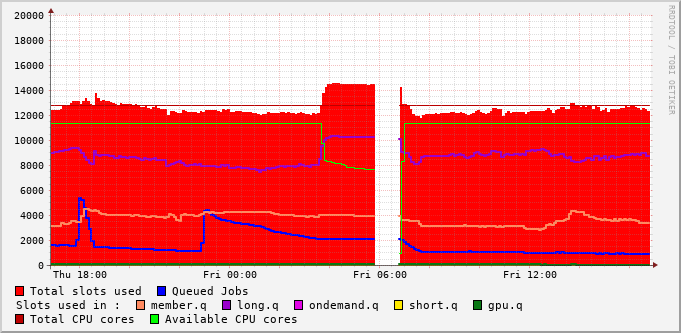 20000
18000
16000
14000
12000
10000
8000
6000
4000
2000
0
Thu 18:00 Fri 00:00 Fri 06:00 Fri 12:00
RRDTOOL / TOBI OETIKER
Total slots used Queued Jobs
Slots used in : member.q long.q ondemand.q short.q gpu.q
Total CPU cores Available CPU cores